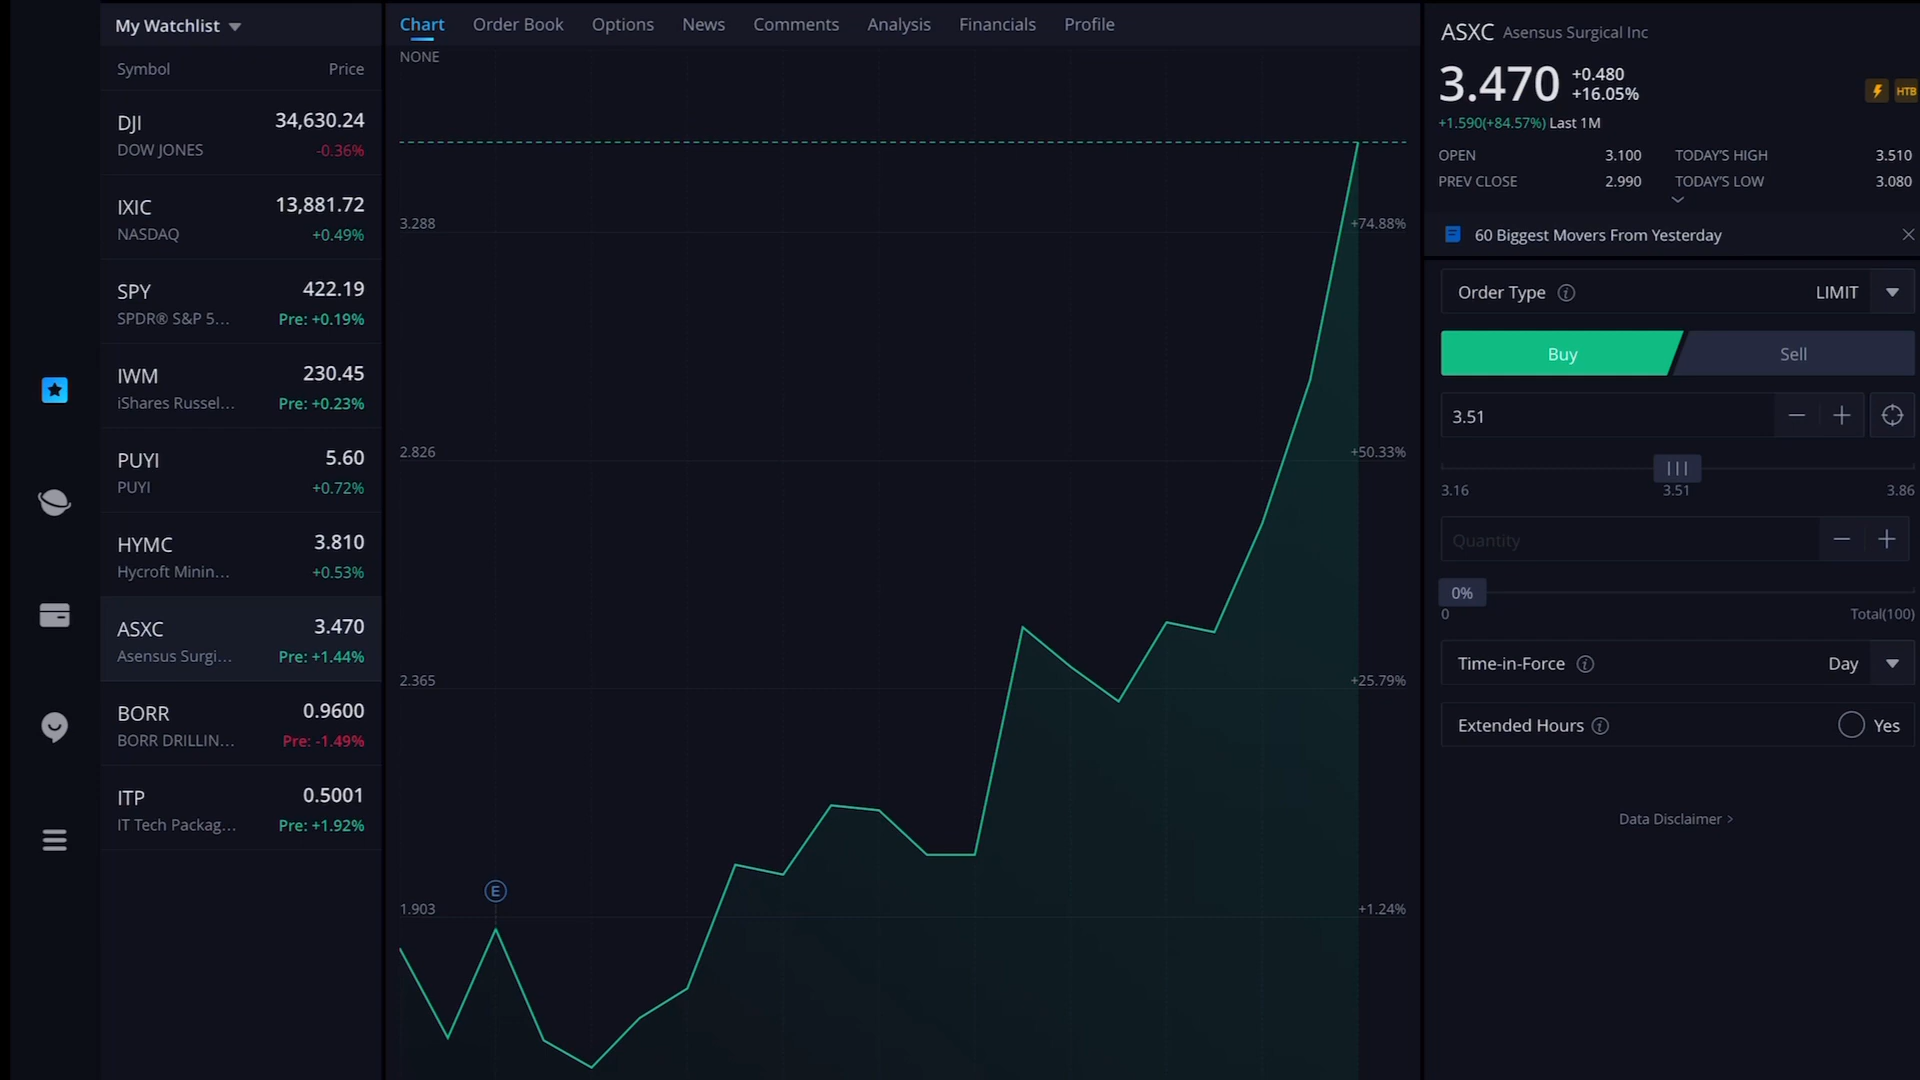 My Watchlist
Symbol Price
DJI 34,630.24
DOW JONES -0.36%
IXIC 13,881.72
NASDAQ +0.49%
SPY 422.19
SPDR® S&P 5... Pre: +0.19%
IWM 230.45
iShares Russel... Pre: +0.23%
PUYI 5.60
PUYI +0.72%
HYMC 3.810
Hycroft Minin... +0.53%
ASXC 3.470
Asensus Surgi... Pre: +1.44%
BORR 0.9600
BORR DRILLIN... Pre: -1.49%
ITP 0.5001
IT Tech Packag... Pre: +1.92%
Chart Order Book Options News Comments Analysis Financials Profile
NONE
3.288 +74.88%
2.826 +50.33%
2.365 +25.79%
E
1.903 +1.24%
ASXC Asensus Surgical Inc
3.470 +0.480
+16.05%
HTB
+1.590(+84.57%) Last 1M
OPEN 3.100 TODAY'S HIGH 3.510
PREV CLOSE 2.990 TODAY'S LOW 3.080
60 Biggest Movers From Yesterday
Order Type LIMIT
Buy Sell
3.51
3.16 3.51 3.86
Quantity
0%
0 Total(100)
Time-in-Force Day
Extended Hours Yes
Data Disclaimer >